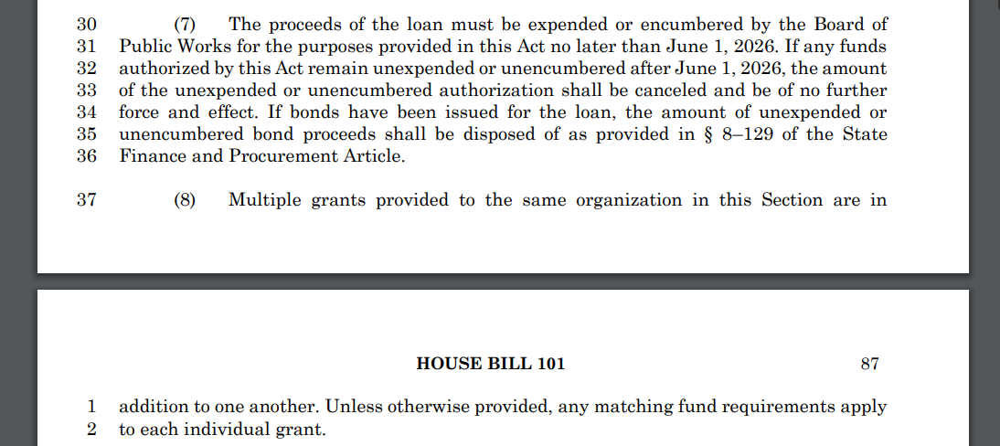 30 (7) The proceeds of the loan must be expended or encumbered by the Board of
31 Public Works for the purposes provided in this Act no later than June 1, 2026. If any funds
32 authorized by this Act remain unexpended or unencumbered after June 1, 2026, the amount
33 of the unexpended or unencumbered authorization shall be canceled and be of no further
34 force and effect. If bonds have been issued for the loan, the amount of unexpended or
35 unencumbered bond proceeds shall be disposed of as provided in § 8–129 of the State
36 Finance and Procurement Article.
37 (8) Multiple grants provided to the same organization in this Section are in
HOUSE BILL 101 87
1 addition to one another. Unless otherwise provided, any matching fund requirements apply
2 to each individual grant.